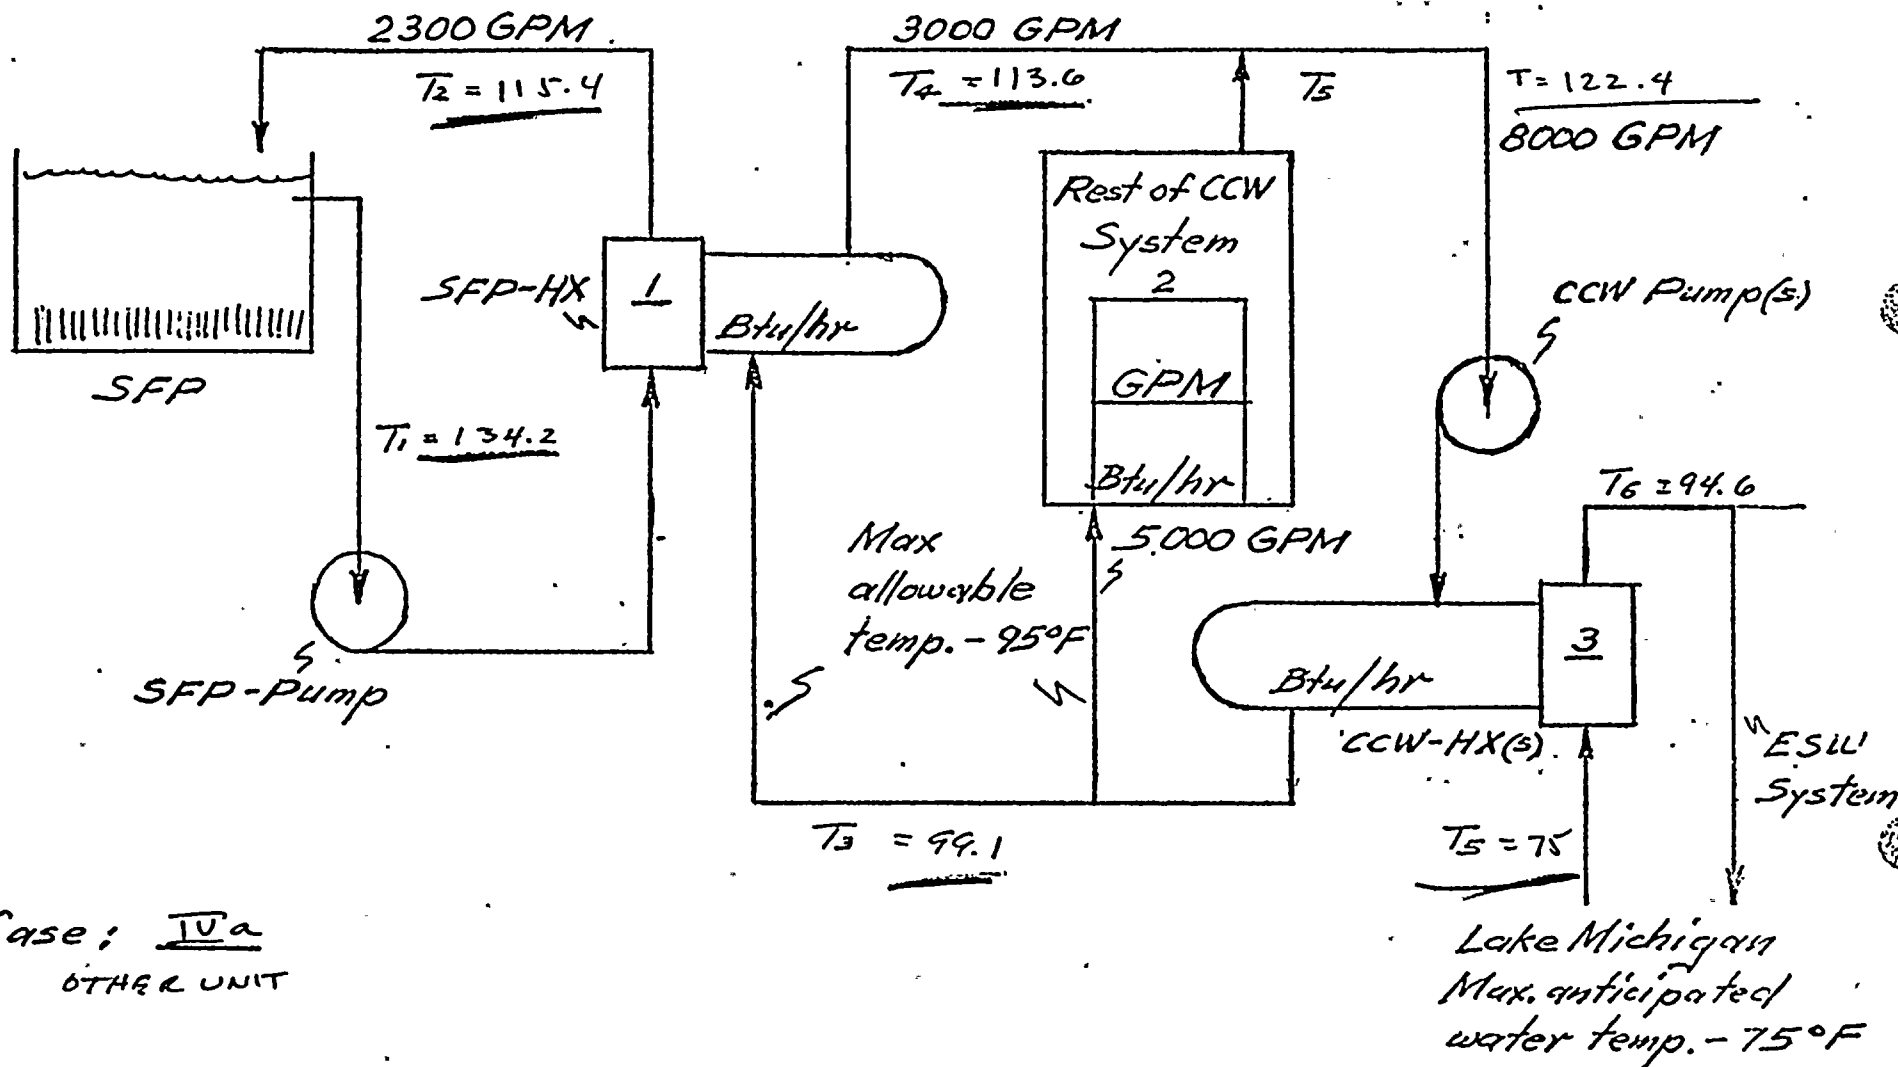 2300 GPM
T2 = 115.4
3000 GPM
T4 = 113.6
T5
T = 122.4
8000 GPM
Rest of CCW
System
2
GPM
Btu/hr
SFP-HX
1
Btu/hr
CCW Pump(s)
SFP
T1 = 134.2
T6 = 94.6
5,000 GPM
Max
allowable
temp. - 95°F
SFP-Pump
3
Btu/hr
CCW-HX(s)
ESW
System
T3 = 99.1
T5 = 75
ase: IVa
OTHER UNIT
Lake Michigan
Max. anticipated
water temp. - 75°F